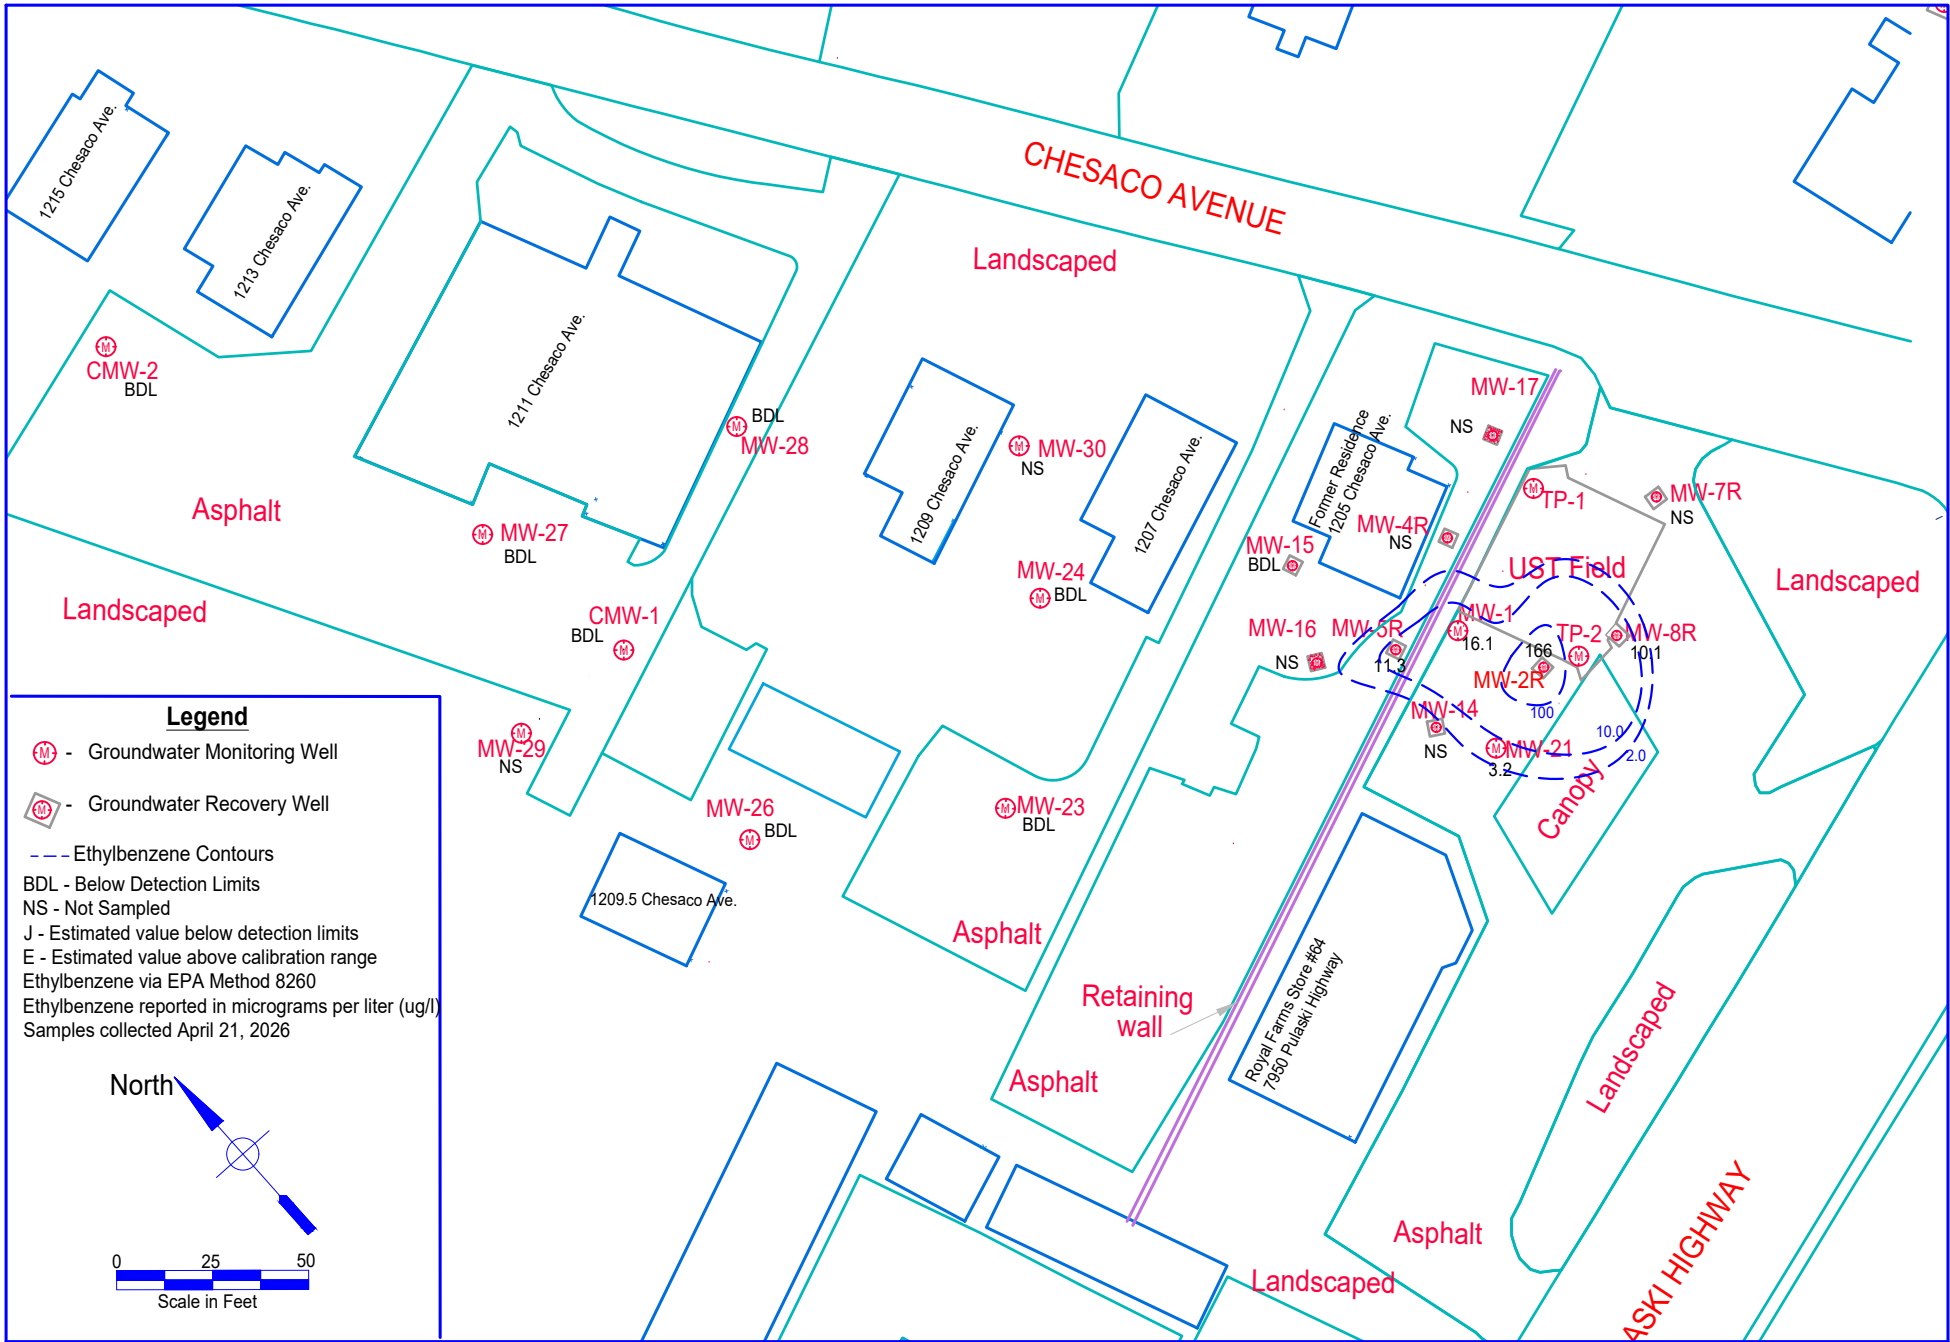 CHESACO AVENUE
1215 Chesaco Ave.
1213 Chesaco Ave.
1211 Chesaco Ave.
Landscaped
CMW-2
BDL
BDL
MW-28
MW-30
NS
1209 Chesaco Ave.
1207 Chesaco Ave.
Former Residence
1205 Chesaco Ave.
MW-17
NS
TP-1
MW-7R
NS
Asphalt
MW-27
BDL
MW-4R
NS
MW-15
BDL
UST Field
Landscaped
MW-24
BDL
Landscaped
CMW-1
BDL
MW-16
NS
MW-5R
11.3
MW-1
16.1
166
TP-2
MW-8R
10.1
MW-2R
100
MW-14
NS
10.0
2.0
MW-21
3.2
Canopy
MW-29
NS
MW-26
BDL
MW-23
BDL
1209.5 Chesaco Ave.
Asphalt
Retaining
wall
Royal Farms Store #64
7950 Pulaski Highway
Landscaped
Asphalt
Asphalt
Landscaped
ASKI HIGHWAY
Legend
- Groundwater Monitoring Well
- Groundwater Recovery Well
Ethylbenzene Contours
BDL - Below Detection Limits
NS - Not Sampled
J - Estimated value below detection limits
E - Estimated value above calibration range
Ethylbenzene via EPA Method 8260
Ethylbenzene reported in micrograms per liter (ug/l)
Samples collected April 21, 2026
North
0 25 50
Scale in Feet